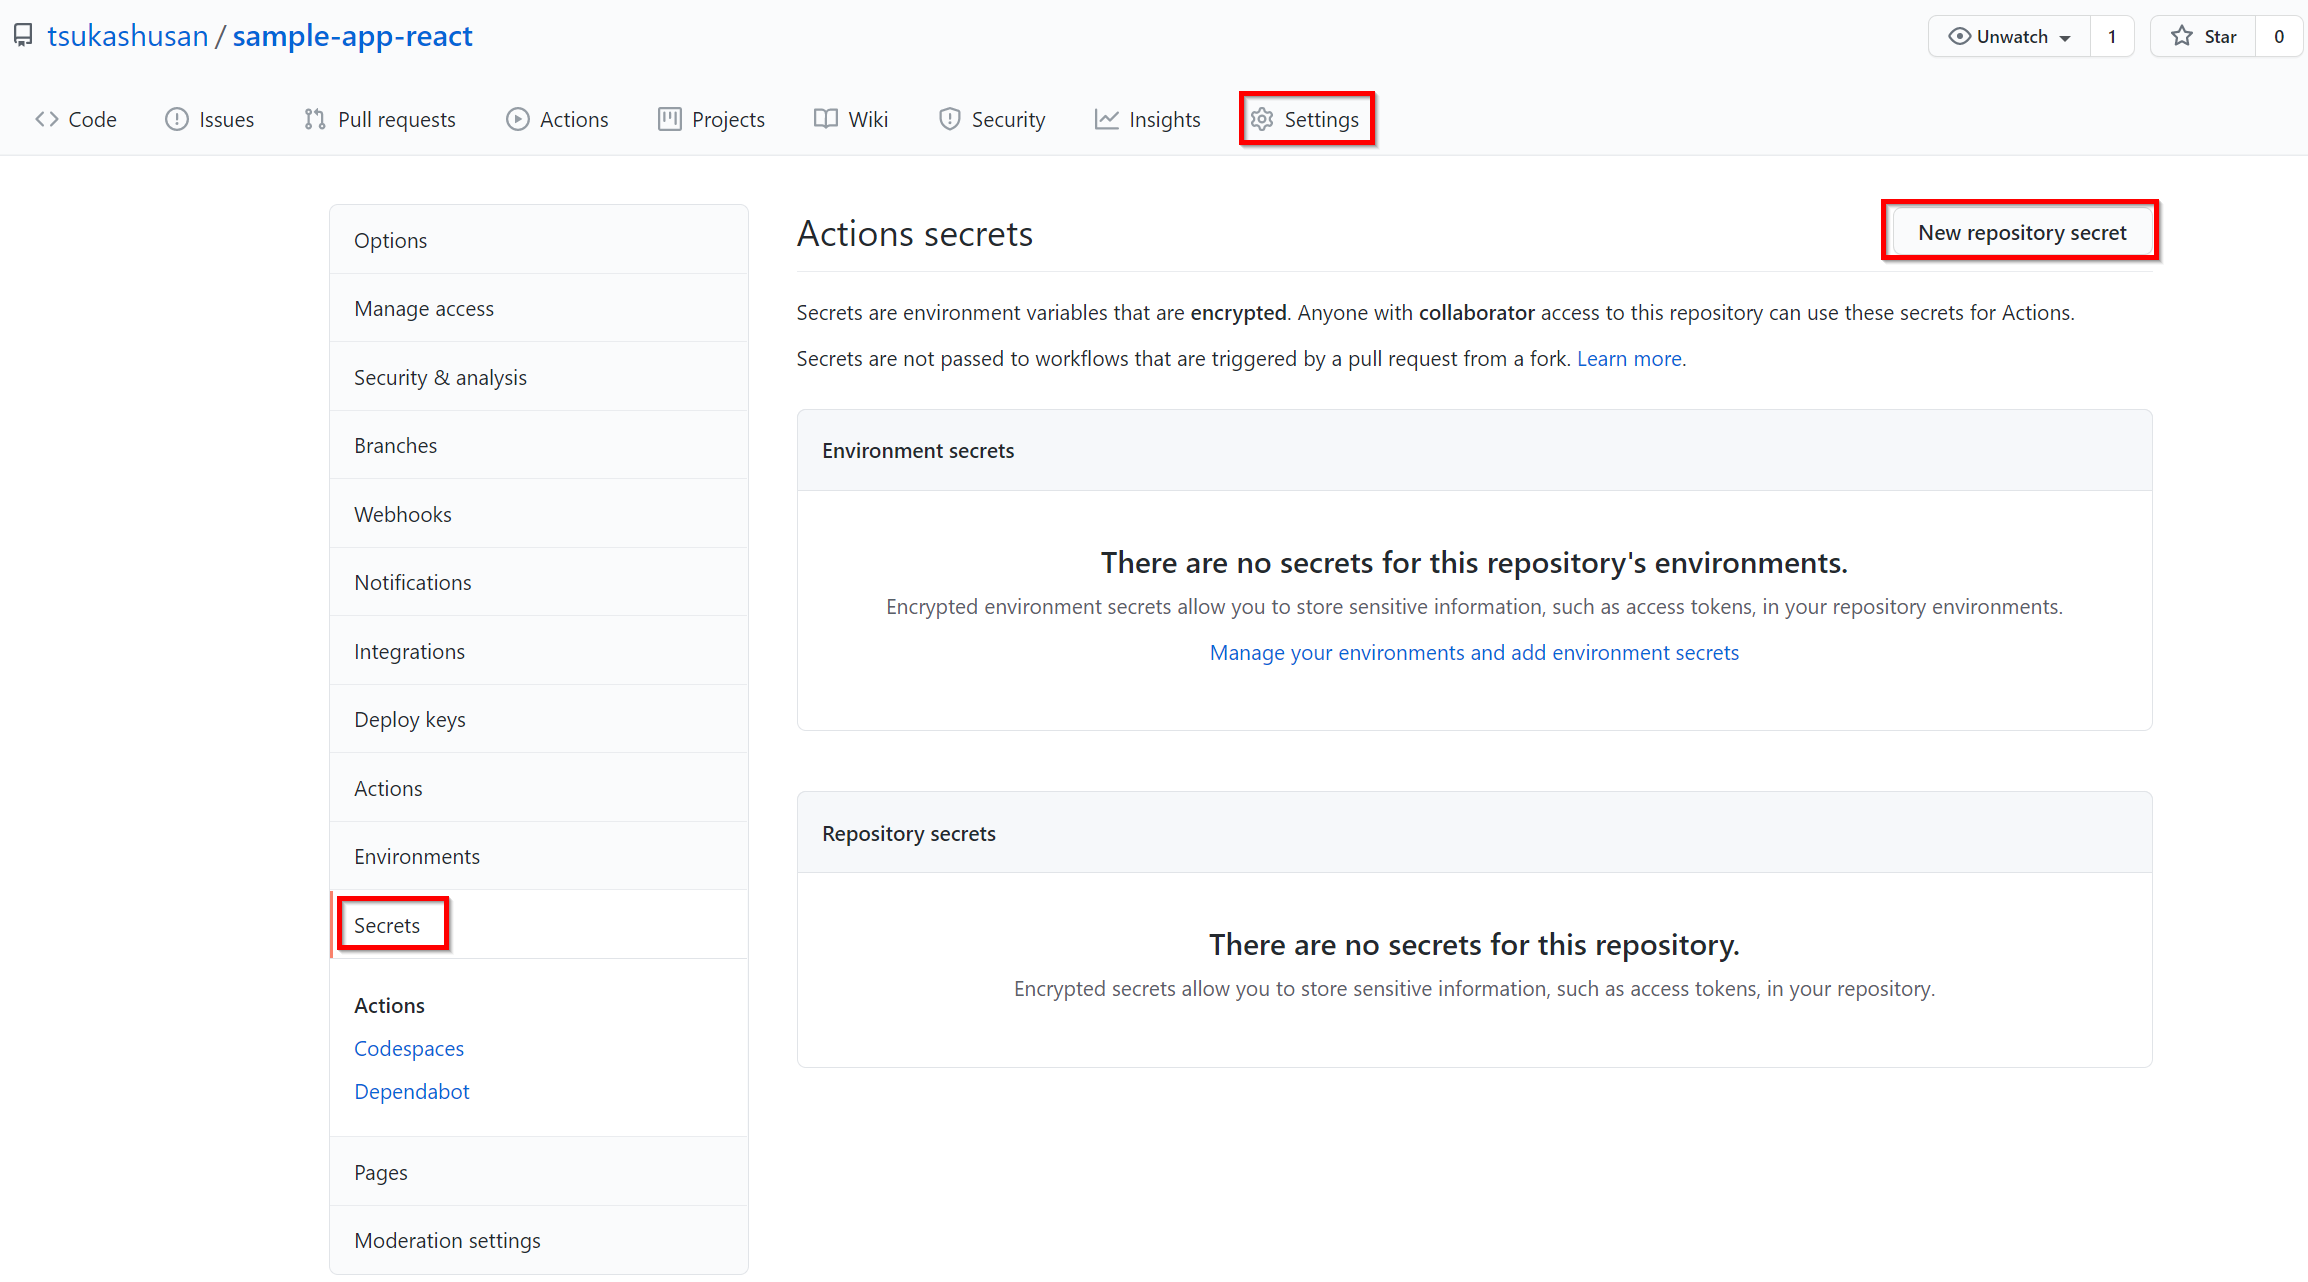 tsukashusan / sample-app-react
Unwatch 1
Star 0
Code
Issues
Pull requests
Actions
Projects
Wiki
Security
Insights
Settings
Options
Manage access
Security & analysis
Branches
Webhooks
Notifications
Integrations
Deploy keys
Actions
Environments
Secrets
Actions
Codespaces
Dependabot
Pages
Moderation settings
Actions secrets
New repository secret
Secrets are environment variables that are encrypted. Anyone with collaborator access to this repository can use these secrets for Actions.
Secrets are not passed to workflows that are triggered by a pull request from a fork. Learn more.
Environment secrets
There are no secrets for this repository's environments.
Encrypted environment secrets allow you to store sensitive information, such as access tokens, in your repository environments.
Manage your environments and add environment secrets
Repository secrets
There are no secrets for this repository.
Encrypted secrets allow you to store sensitive information, such as access tokens, in your repository.